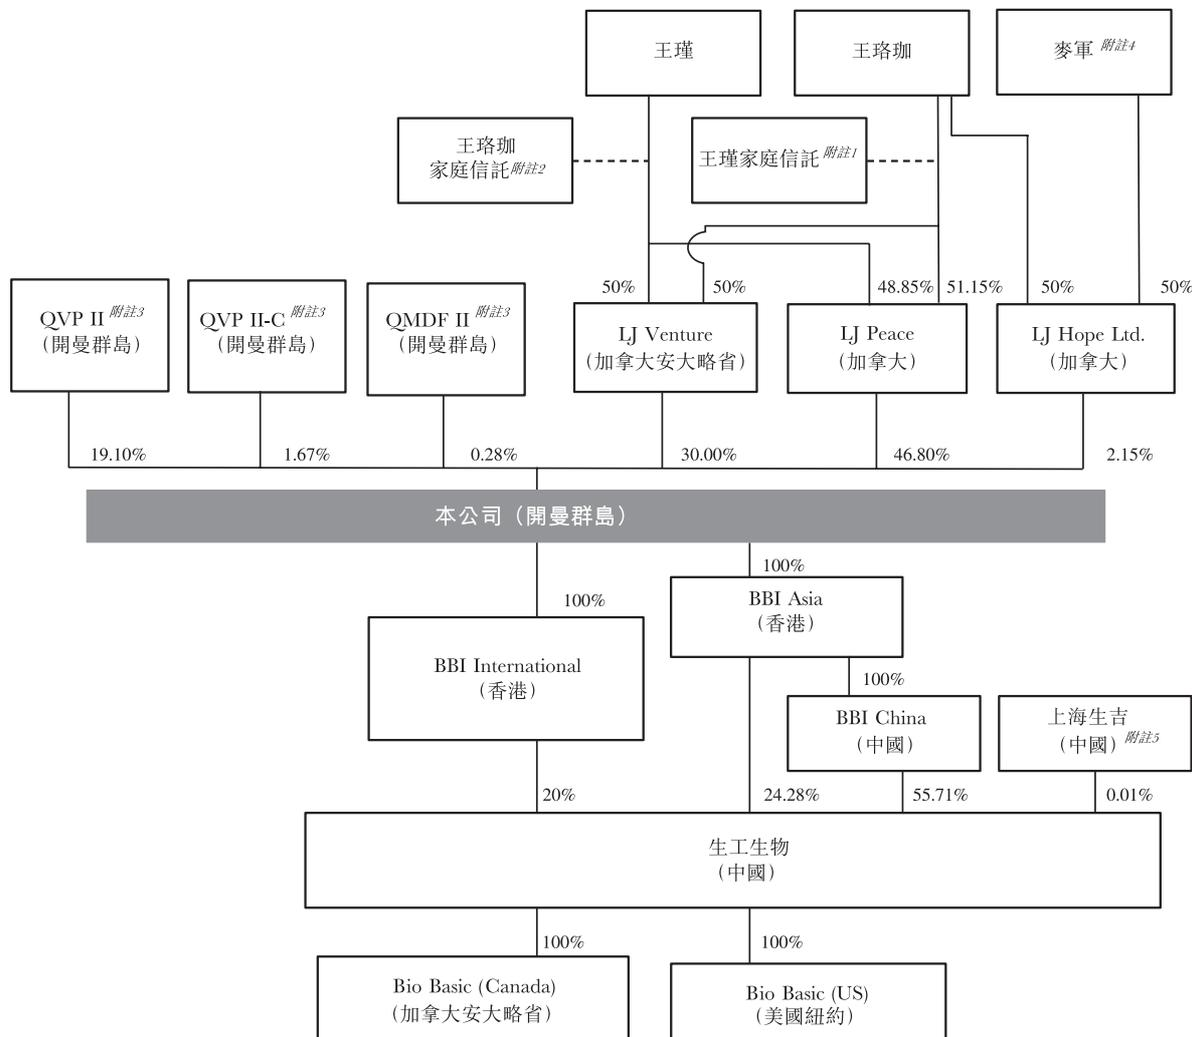 王瑾
王珞珈
麥軍 附註4
王珞珈
家庭信託附註2
王瑾家庭信託附註1
50%
50%
48.85%
51.15%
50%
50%
QVP II 附註3
（開曼群島）
QVP II-C 附註3
（開曼群島）
QMDF II 附註3
（開曼群島）
LJ Venture
（加拿大安大略省）
LJ Peace
（加拿大）
LJ Hope Ltd.
（加拿大）
19.10%
1.67%
0.28%
30.00%
46.80%
2.15%
本公司（開曼群島）
100%
100%
BBI Asia
（香港）
BBI International
（香港）
100%
BBI China
（中國）
上海生吉
（中國）附註5
20%
24.28%
55.71%
0.01%
生工生物
（中國）
100%
100%
Bio Basic (Canada)
（加拿大安大略省）
Bio Basic (US)
（美國紐約）